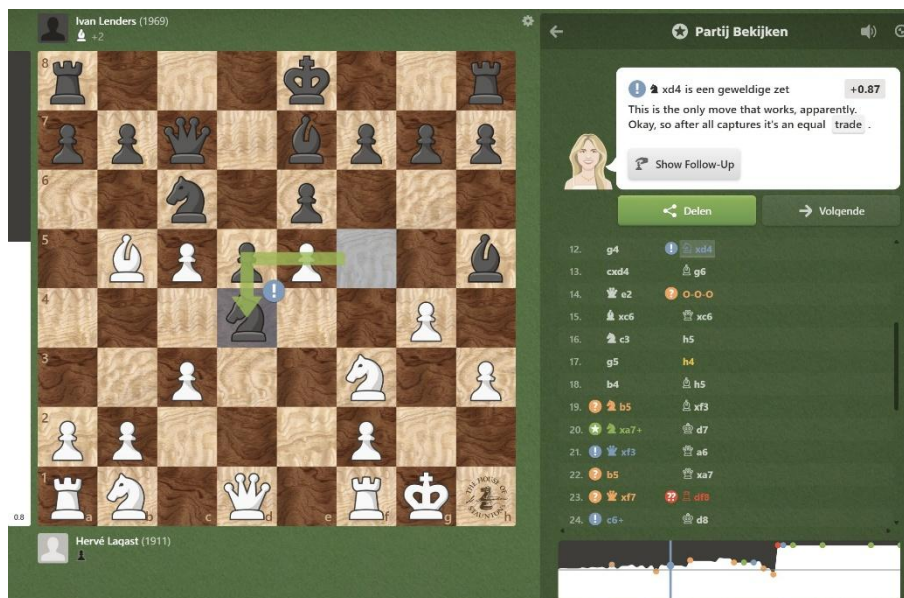 Ivan Lenders (1969)
+2
Partij Bekijken
xd4 is een geweldige zet
+0.87
This is the only move that works, apparently.
Okay, so after all captures it's an equal trade .
Show Follow-Up
Delen
Volgende
8
7
6
5
4
3
2
1
a
b
c
d
e
f
g
h
THE HOUSE OF
STAUNTON
0.8
Hervé Laqast (1911)
12. g4 ! xd4
13. cxd4 g6
14. e2 ? O-O-O
15. xc6 xc6
16. c3 h5
17. g5 h4
18. b4 h5
19. ? b5 xf3
20. xa7+ d7
21. ! xf3 a6
22. ? b5 xa7
23. ? xf7 ?? df8
24. ! c6+ d8
!